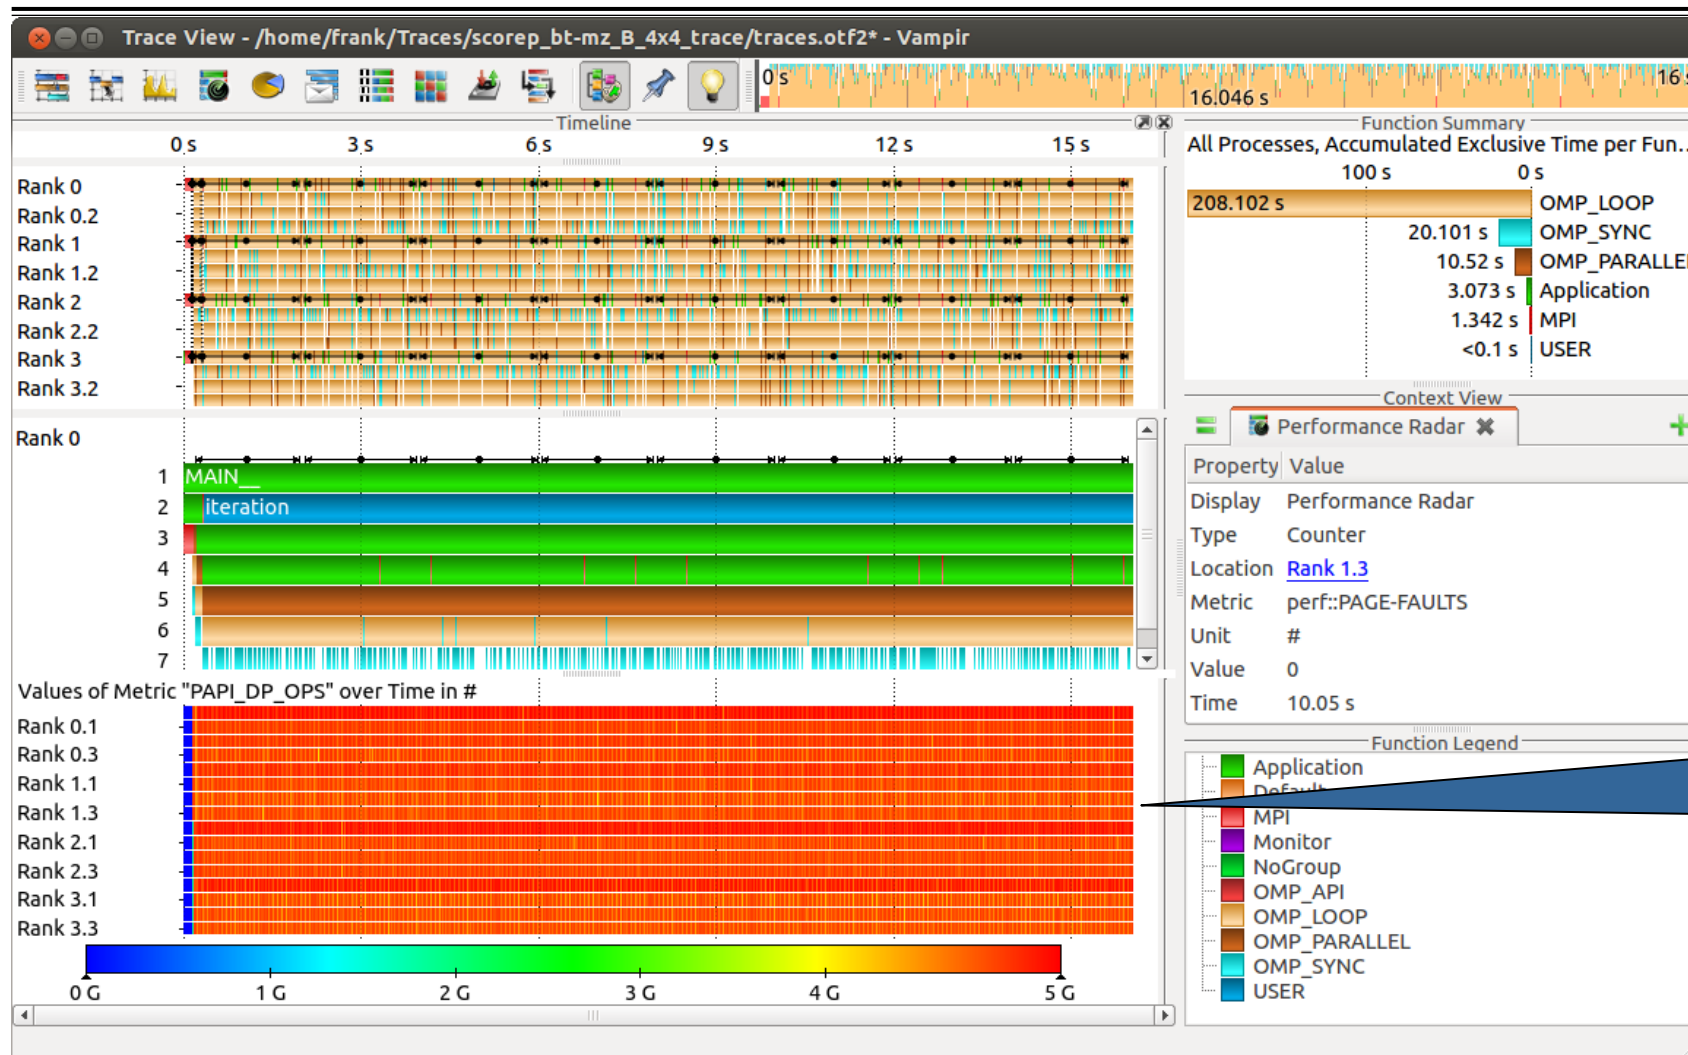 Trace View - /home/frank/Traces/scorep_bt-mz_B_4x4_trace/traces.otf2* - Vampir
0 s
16.046 s
16 s
Timeline
0 s 3 s 6 s 9 s 12 s 15 s
Rank 0
Rank 0.2
Rank 1
Rank 1.2
Rank 2
Rank 2.2
Rank 3
Rank 3.2
Rank 0
1 MAIN__
2 iteration
3
4
5
6
7
Values of Metric "PAPI_DP_OPS" over Time in #
Rank 0.1
Rank 0.3
Rank 1.1
Rank 1.3
Rank 2.1
Rank 2.3
Rank 3.1
Rank 3.3
0 G 1 G 2 G 3 G 4 G 5 G
Function Summary
All Processes, Accumulated Exclusive Time per Fun..
100 s 0 s
208.102 s OMP_LOOP
20.101 s OMP_SYNC
10.52 s OMP_PARALLEL
3.073 s Application
1.342 s MPI
<0.1 s USER
Context View
Performance Radar
Property Value
Display Performance Radar
Type Counter
Location Rank 1.3
Metric perf::PAGE-FAULTS
Unit #
Value 0
Time 10.05 s
Function Legend
Application
Default
MPI
Monitor
NoGroup
OMP_API
OMP_LOOP
OMP_PARALLEL
OMP_SYNC
USER